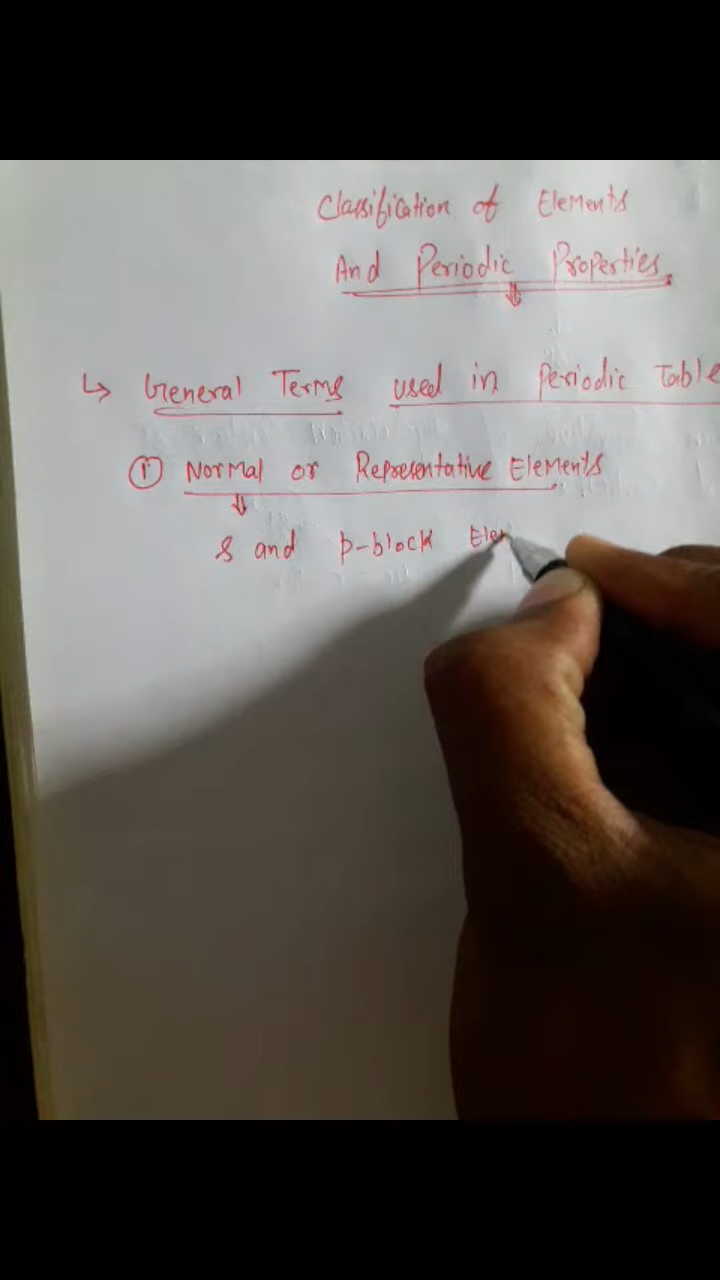 Classification of Elements
And Periodic Properties
↳ General Terms used in Periodic Table
① Normal or Representative Elements
s and p-block Ele